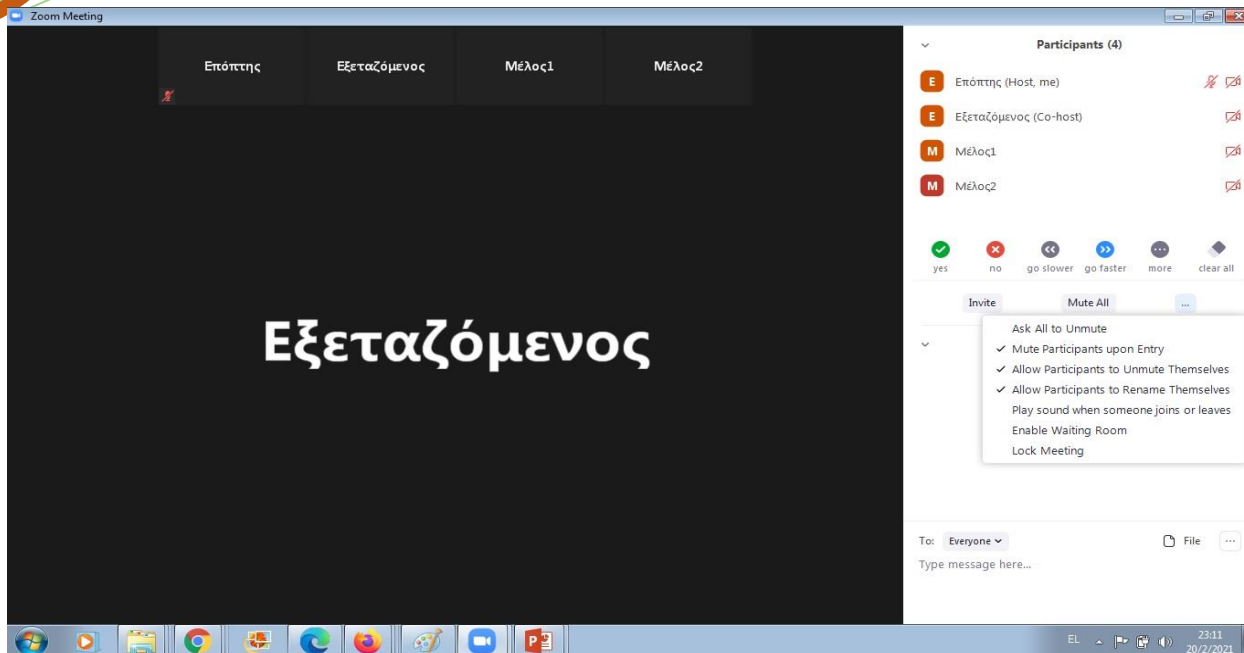 Zoom Meeting
Επόπτης
Εξεταζόμενος
Μέλος1
Μέλος2
Εξεταζόμενος
Participants (4)
E Επόπτης (Host, me)
E Εξεταζόμενος (Co-host)
M Μέλος1
M Μέλος2
yes no go slower go faster more clear all
Invite Mute All ...
Ask All to Unmute
Mute Participants upon Entry
Allow Participants to Unmute Themselves
Allow Participants to Rename Themselves
Play sound when someone joins or leaves
Enable Waiting Room
Lock Meeting
To: Everyone File ...
Type message here...
EL 23:11
20/2/2021